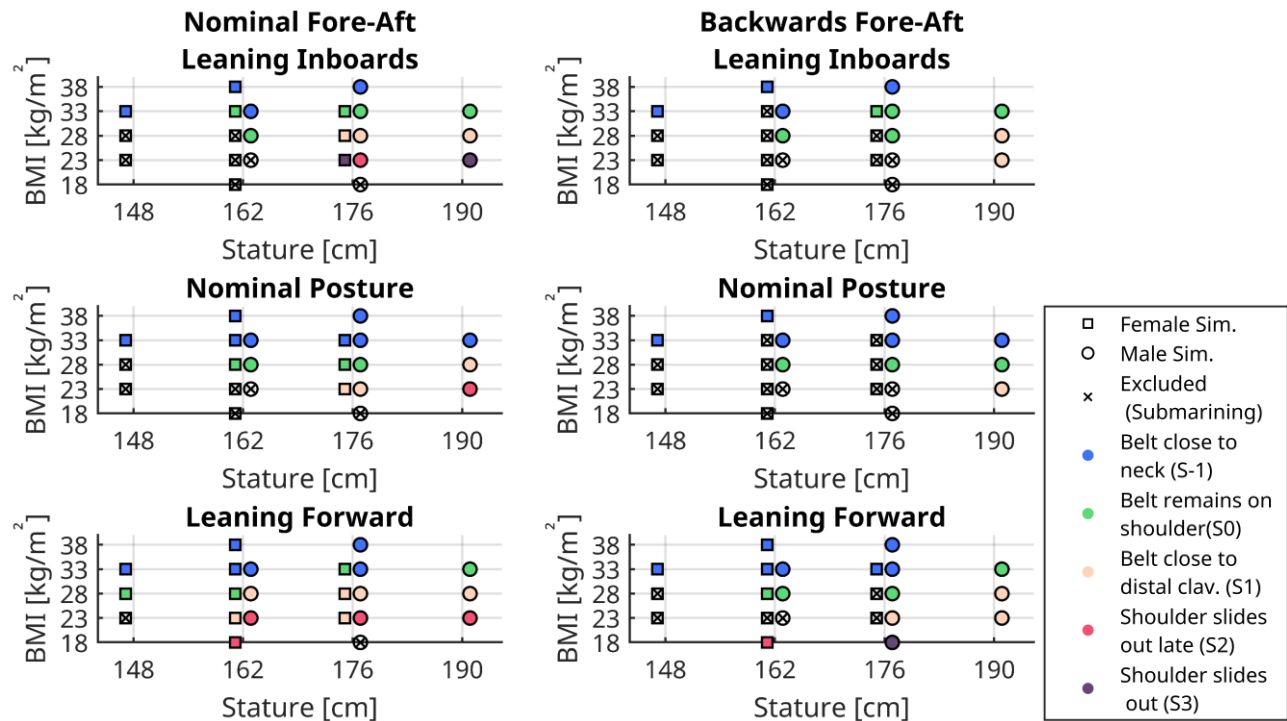 Nominal Fore-Aft
Leaning Inboards
BMI [kg/m²]
38
33
28
23
18
148 162 176 190
Stature [cm]
Backwards Fore-Aft
Leaning Inboards
BMI [kg/m²]
38
33
28
23
18
148 162 176 190
Stature [cm]
Nominal Posture
BMI [kg/m²]
38
33
28
23
18
148 162 176 190
Stature [cm]
Nominal Posture
BMI [kg/m²]
38
33
28
23
18
148 162 176 190
Stature [cm]
Leaning Forward
BMI [kg/m²]
38
33
28
23
18
148 162 176 190
Stature [cm]
Leaning Forward
BMI [kg/m²]
38
33
28
23
18
148 162 176 190
Stature [cm]
Female Sim.
Male Sim.
Excluded
(Submarining)
Belt close to
neck (S-1)
Belt remains on
shoulder(S0)
Belt close to
distal clav. (S1)
Shoulder slides
out late (S2)
Shoulder slides
out (S3)